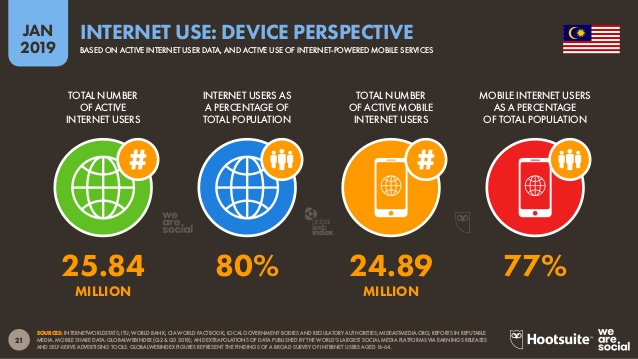 JAN
2019
INTERNET USE: DEVICE PERSPECTIVE
BASED ON ACTIVE INTERNET USER DATA, AND ACTIVE USE OF INTERNET-POWERED MOBILE SERVICES
TOTAL NUMBER
OF ACTIVE
INTERNET USERS
INTERNET USERS AS
A PERCENTAGE OF
TOTAL POPULATION
TOTAL NUMBER
OF ACTIVE MOBILE
INTERNET USERS
MOBILE INTERNET USERS
AS A PERCENTAGE
OF TOTAL POPULATION
#
#
we
are.
social
global
web
index
25.84
MILLION
80%
24.89
MILLION
77%
21
SOURCES: INTERNETWORLDSTATS; ITU; WORLD BANK; CIA WORLD FACTBOOK; LOCAL GOVERNMENT BODIES AND REGULATORY AUTHORITIES; MIDEASTMEDIA.ORG; REPORTS IN REPUTABLE
MEDIA. MOBILE SHARE DATA: GLOBALWEBINDEX (Q2 & Q3 2018); AND EXTRAPOLATIONS OF DATA PUBLISHED BY THE WORLD'S LARGEST SOCIAL MEDIA PLATFORMS VIA EARNINGS RELEASES
AND SELF-SERVE ADVERTISING TOOLS. GLOBALWEBINDEX FIGURES REPRESENT THE FINDINGS OF A BROAD SURVEY OF INTERNET USERS AGED 16-64.
Hootsuite
we
are.
social